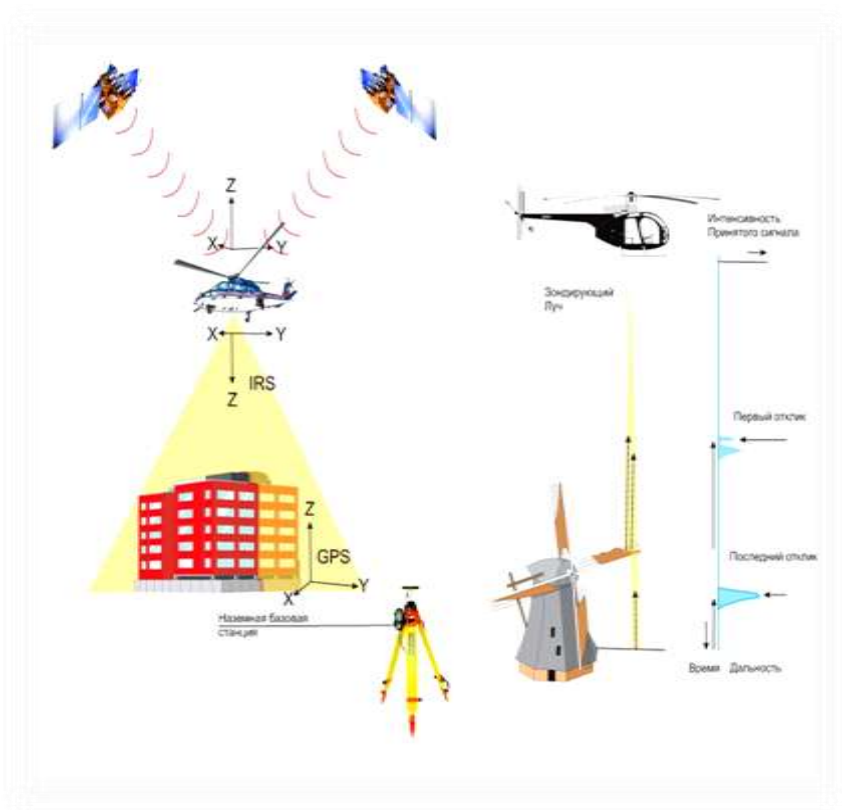 Z
X
Y
X
Y
IRS
Z
Z
GPS
Y
X
Наземная базовая
станция
Интенсивность
Принятого сигнала
Зондирующий
Луч
Первый отклик
Последний отклик
Время
Дальность